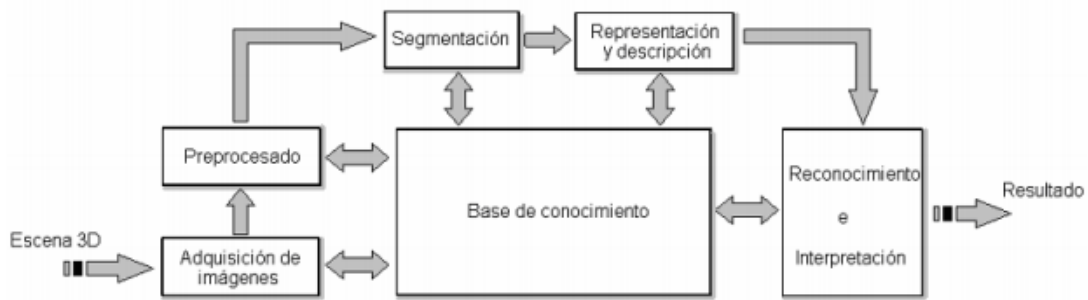 Segmentación
Representación
y descripción
Preprocesado
Base de conocimiento
Reconocimiento
e
Interpretación
Resultado
Escena 3D
Adquisición de
imágenes